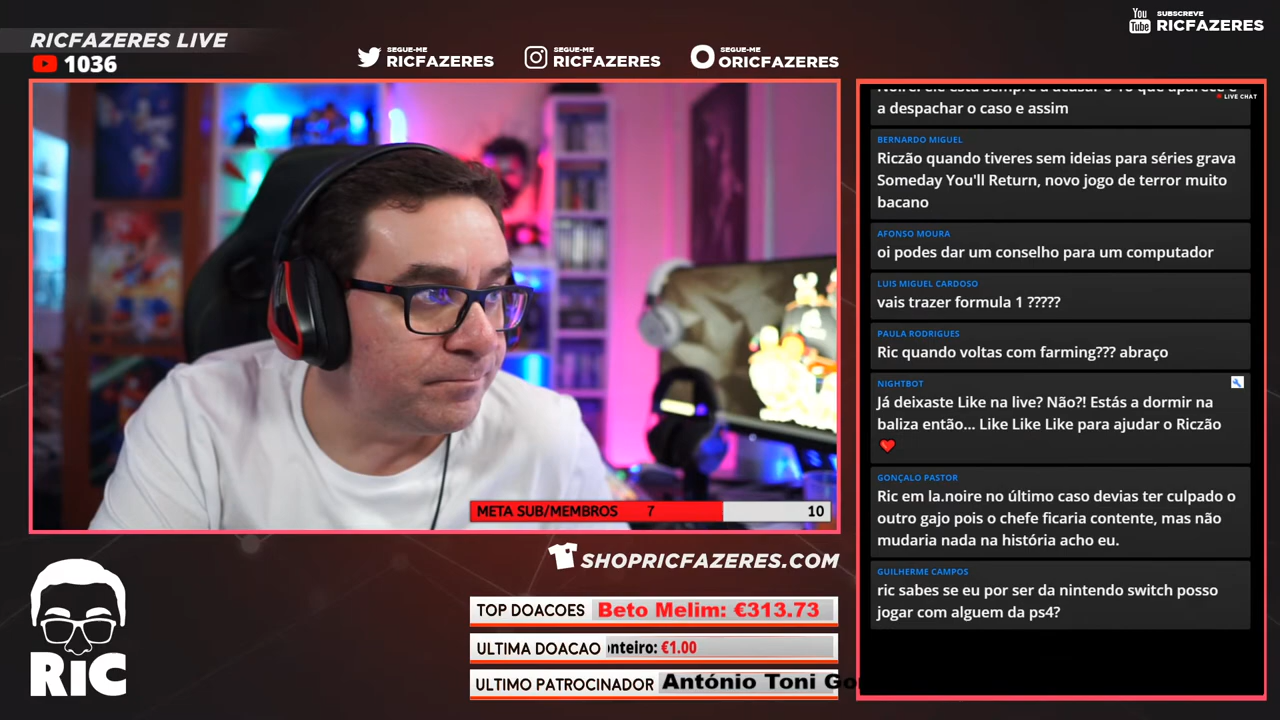 RICFAZERES LIVE
1036
SEGUE-ME
RICFAZERES
SEGUE-ME
RICFAZERES
SEGUE-ME
ORICFAZERES
You
Tube
SUBSCREVE
RICFAZERES
LIVE CHAT
a despachar o caso e assim
BERNARDO MIGUEL
Riczão quando tiveres sem ideias para séries grava
Someday You'll Return, novo jogo de terror muito
bacano
AFONSO MOURA
oi podes dar um conselho para um computador
LUIS MIGUEL CARDOSO
vais trazer formula 1 ?????
PAULA RODRIGUES
Ric quando voltas com farming??? abraço
NIGHTBOT
Já deixaste Like na live? Não?! Estás a dormir na
baliza então... Like Like Like para ajudar o Riczão
❤
GONÇALO PASTOR
Ric em la.noire no último caso devias ter culpado o
outro gajo pois o chefe ficaria contente, mas não
mudaria nada na história acho eu.
GUILHERME CAMPOS
ric sabes se eu por ser da nintendo switch posso
jogar com alguem da ps4?
META SUB/MEMBROS 7 10
SHOPRICFAZERES.COM
TOP DOACOES Beto Melim: €313.73
ULTIMA DOACAO nteiro: €1.00
ULTIMO PATROCINADOR António Toni Go
RIC